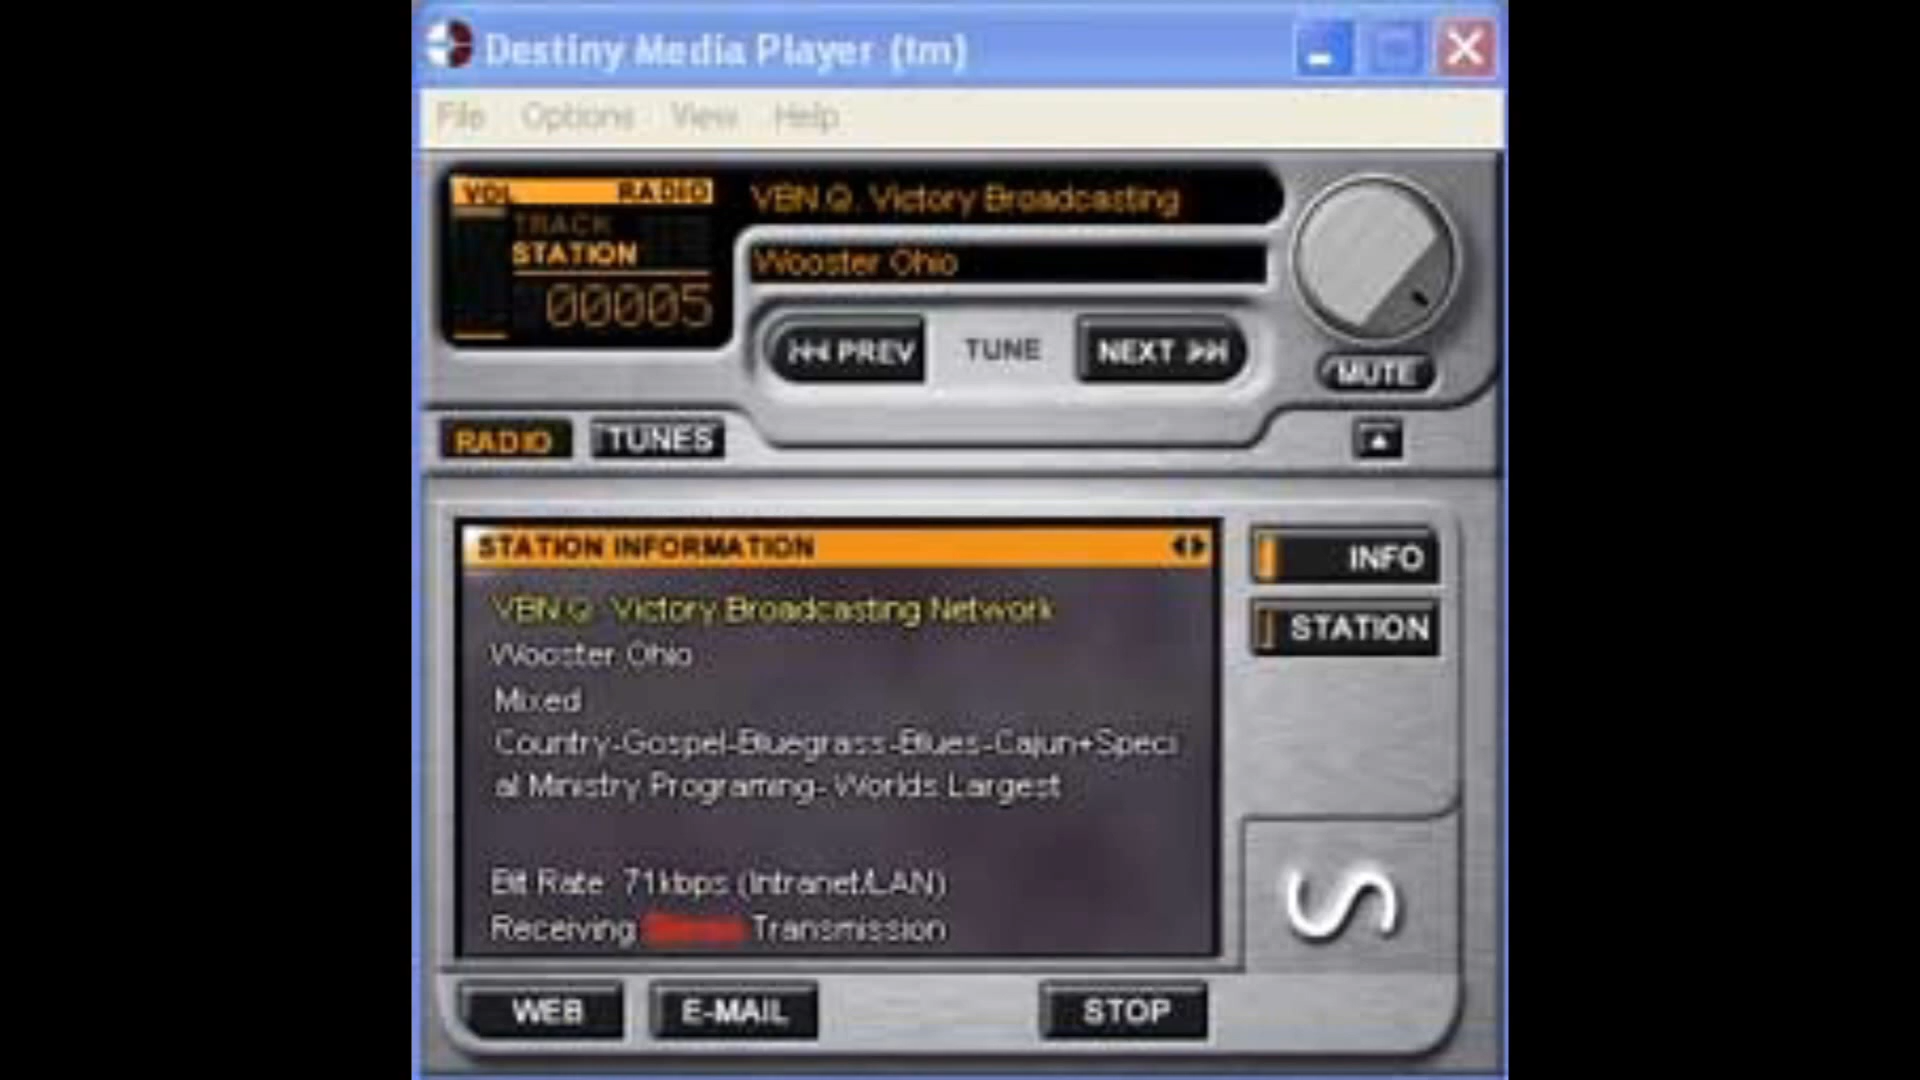 Destiny Media Player (tm)
File Options View Help
VOL RADIO
TRACK
STATION
00005
VBN.Q. Victory Broadcasting
Wooster Ohio
PREV TUNE NEXT
MUTE
RADIO TUNES
STATION INFORMATION
VBN.Q. Victory Broadcasting Network
Wooster Ohio
Mixed
Country-Gospel-Bluegrass-Blues-Cajun+Speci
al Ministry Programing- Worlds Largest
Bit Rate 71kbps (Intranet/LAN)
Receiving Transmission
INFO
STATION
WEB E-MAIL STOP